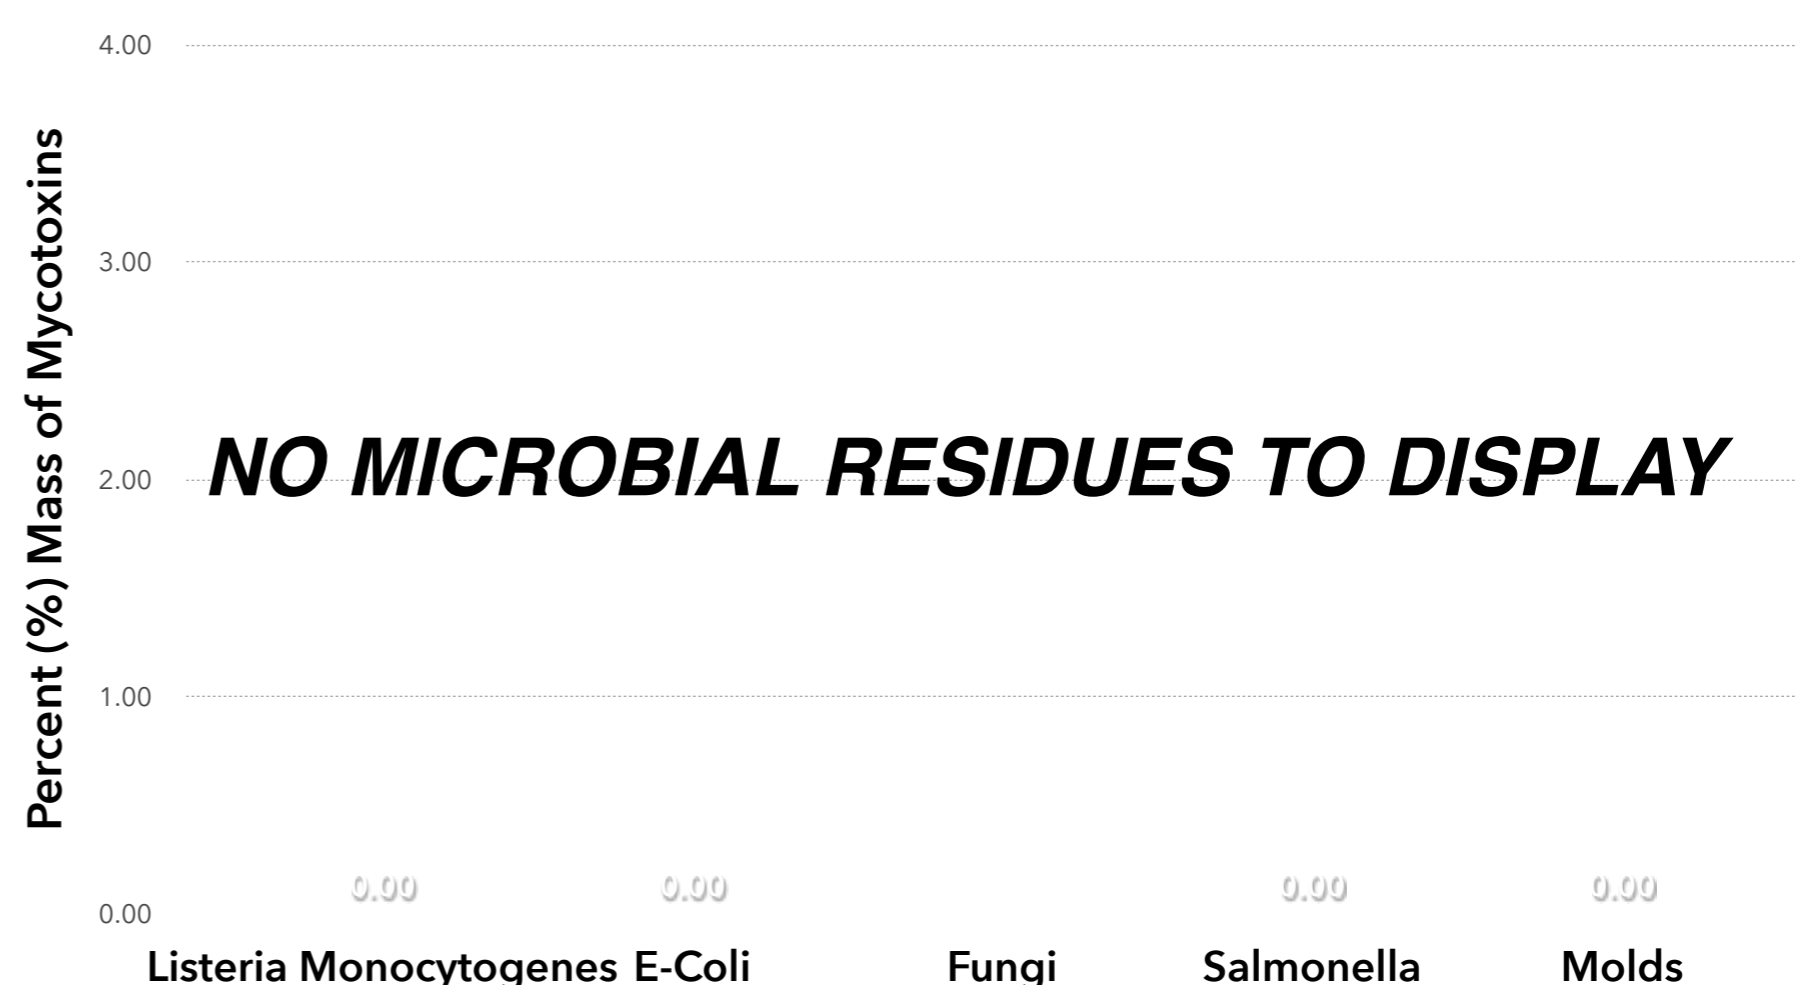 4.00
3.00
2.00
1.00
0.00
Percent (%) Mass of Mycotoxins
NO MICROBIAL RESIDUES TO DISPLAY
0.00 0.00 0.00 0.00
Listeria Monocytogenes E-Coli Fungi Salmonella Molds